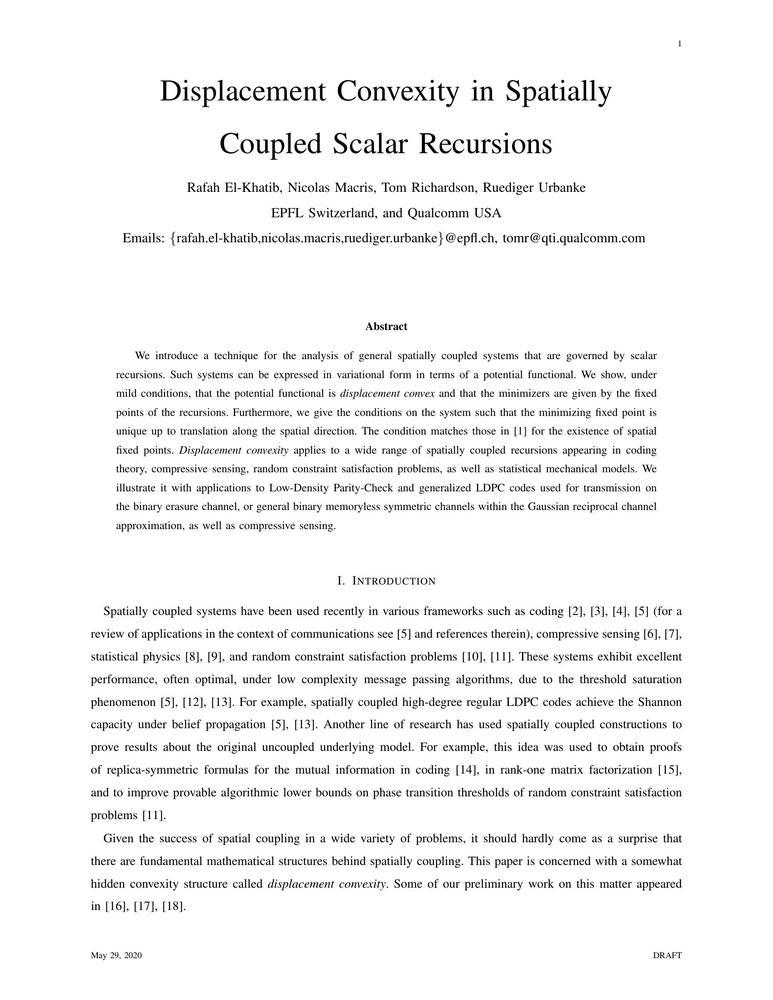 1
Displacement Convexity in Spatially
Coupled Scalar Recursions
Rafah El-Khatib, Nicolas Macris, Tom Richardson, Ruediger Urbanke
EPFL Switzerland, and Qualcomm USA
Emails: {rafah.el-khatib,nicolas.macris,ruediger.urbanke}@epfl.ch, tomr@qti.qualcomm.com
Abstract
We introduce a technique for the analysis of general spatially coupled systems that are governed by scalar
recursions. Such systems can be expressed in variational form in terms of a potential functional. We show, under
mild conditions, that the potential functional is displacement convex and that the minimizers are given by the fixed
points of the recursions. Furthermore, we give the conditions on the system such that the minimizing fixed point is
unique up to translation along the spatial direction. The condition matches those in [1] for the existence of spatial
fixed points. Displacement convexity applies to a wide range of spatially coupled recursions appearing in coding
theory, compressive sensing, random constraint satisfaction problems, as well as statistical mechanical models. We
illustrate it with applications to Low-Density Parity-Check and generalized LDPC codes used for transmission on
the binary erasure channel, or general binary memoryless symmetric channels within the Gaussian reciprocal channel
approximation, as well as compressive sensing.
I. INTRODUCTION
Spatially coupled systems have been used recently in various frameworks such as coding [2], [3], [4], [5] (for a
review of applications in the context of communications see [5] and references therein), compressive sensing [6], [7],
statistical physics [8], [9], and random constraint satisfaction problems [10], [11]. These systems exhibit excellent
performance, often optimal, under low complexity message passing algorithms, due to the threshold saturation
phenomenon [5], [12], [13]. For example, spatially coupled high-degree regular LDPC codes achieve the Shannon
capacity under belief propagation [5], [13]. Another line of research has used spatially coupled constructions to
prove results about the original uncoupled underlying model. For example, this idea was used to obtain proofs
of replica-symmetric formulas for the mutual information in coding [14], in rank-one matrix factorization [15],
and to improve provable algorithmic lower bounds on phase transition thresholds of random constraint satisfaction
problems [11].
Given the success of spatial coupling in a wide variety of problems, it should hardly come as a surprise that
there are fundamental mathematical structures behind spatially coupling. This paper is concerned with a somewhat
hidden convexity structure called displacement convexity. Some of our preliminary work on this matter appeared
in [16], [17], [18].
May 29, 2020
DRAFT